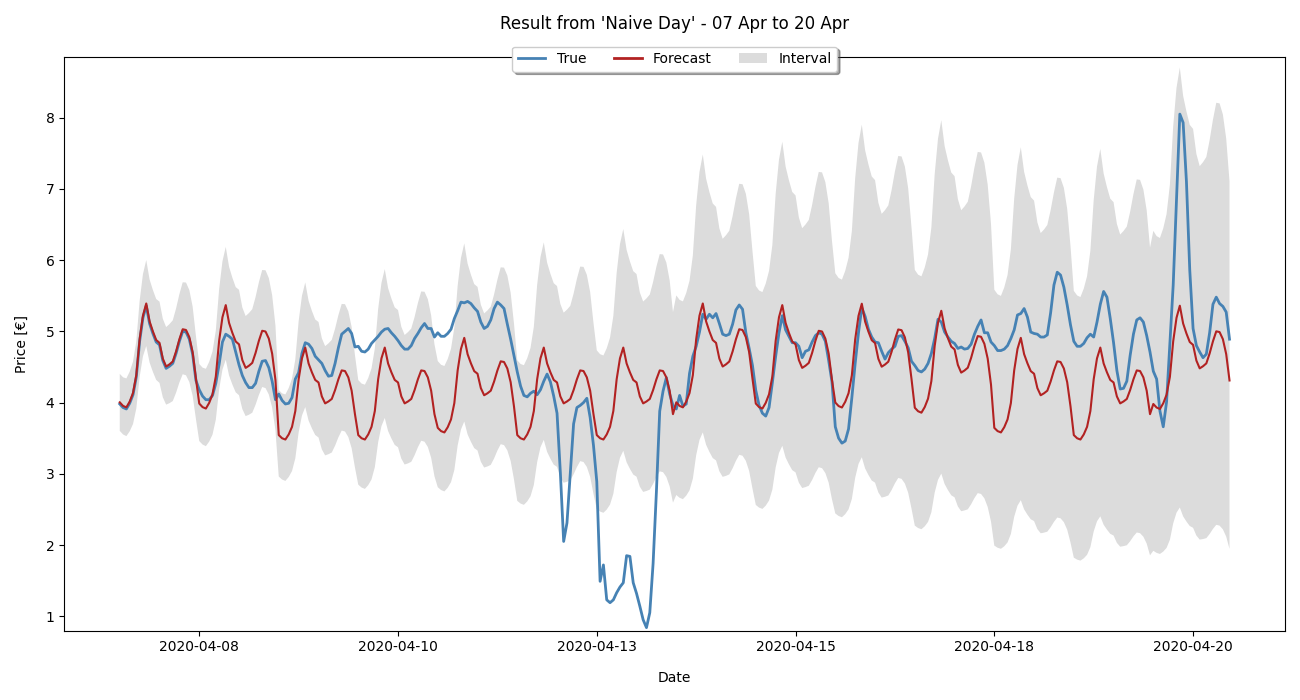 Result from 'Naive Day' - 07 Apr to 20 Apr
True Forecast Interval
Price [€]
8
7
6
5
4
3
2
1
2020-04-08 2020-04-10 2020-04-13 2020-04-15 2020-04-18 2020-04-20
Date